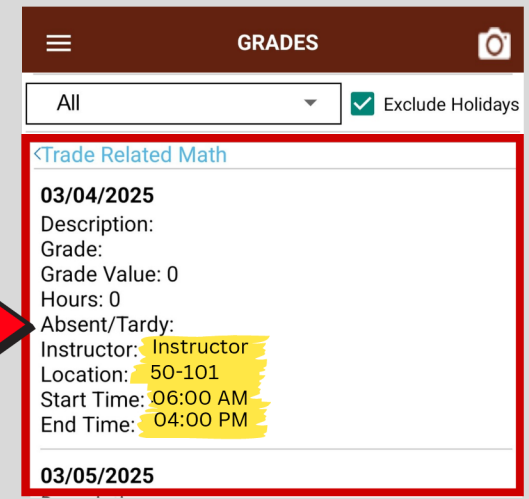 GRADES
All
Exclude Holidays
<Trade Related Math
03/04/2025
Description:
Grade:
Grade Value: 0
Hours: 0
Absent/Tardy:
Instructor: Instructor
Location: 50-101
Start Time: 06:00 AM
End Time: 04:00 PM
03/05/2025